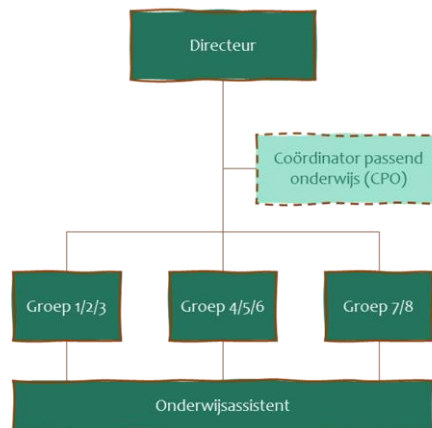 Directeur
Coördinator passend
onderwijs (CPO)
Groep 1/2/3
Groep 4/5/6
Groep 7/8
Onderwijsassistent